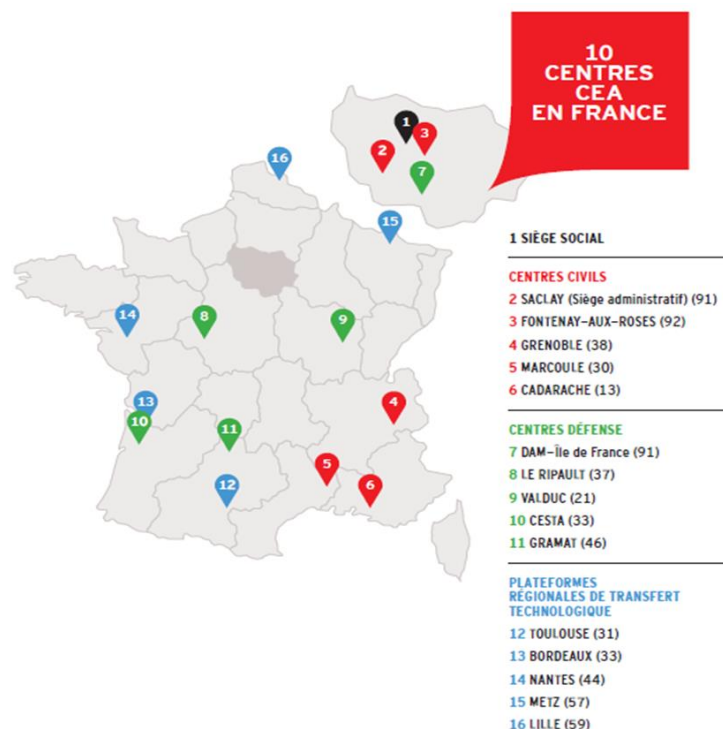 10
CENTRES
CEA
EN FRANCE
1
3
2
7
16
15
14
8
9
13
10
11
4
12
5
6
1 SIÈGE SOCIAL
CENTRES CIVILS
2 SACLAY (Siège administratif) (91)
3 FONTENAY-AUX-ROSES (92)
4 GRENOBLE (38)
5 MARCOULE (30)
6 CADARACHE (13)
CENTRES DÉFENSE
7 DAM-Île de France (91)
8 LE RIPAULT (37)
9 VALDUC (21)
10 CESTA (33)
11 GRAMAT (46)
PLATEFORMES
RÉGIONALES DE TRANSFERT
TECHNOLOGIQUE
12 TOULOUSE (31)
13 BORDEAUX (33)
14 NANTES (44)
15 METZ (57)
16 LILLE (59)